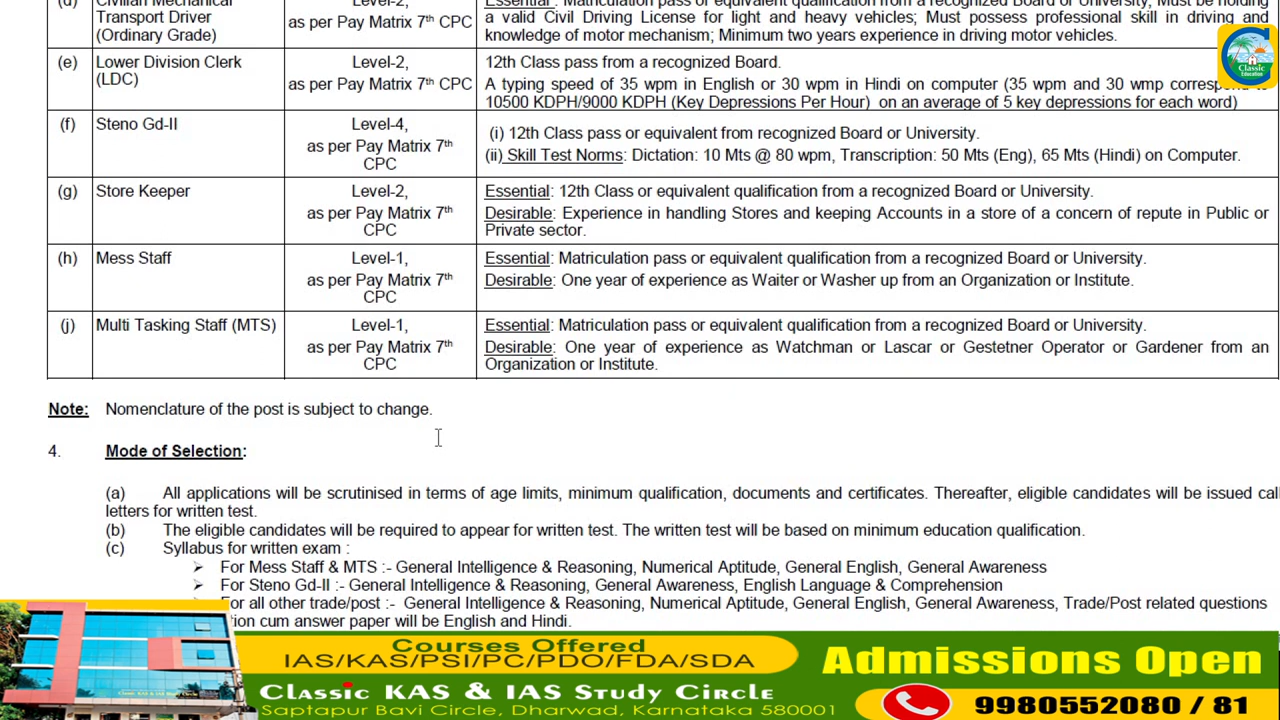 (d) Civilian Mechanical Transport Driver (Ordinary Grade) Level-2, as per Pay Matrix 7th CPC Essential: Matriculation pass or equivalent qualification from a recognized Board or University; Must be holding
a valid Civil Driving License for light and heavy vehicles; Must possess professional skill in driving and
knowledge of motor mechanism; Minimum two years experience in driving motor vehicles.
(e) Lower Division Clerk (LDC) Level-2, as per Pay Matrix 7th CPC 12th Class pass from a recognized Board.
A typing speed of 35 wpm in English or 30 wpm in Hindi on computer (35 wpm and 30 wmp correspond to
10500 KDPH/9000 KDPH (Key Depressions Per Hour) on an average of 5 key depressions for each word)
(f) Steno Gd-II Level-4, as per Pay Matrix 7th CPC (i) 12th Class pass or equivalent from recognized Board or University.
(ii) Skill Test Norms: Dictation: 10 Mts @ 80 wpm, Transcription: 50 Mts (Eng), 65 Mts (Hindi) on Computer.
(g) Store Keeper Level-2, as per Pay Matrix 7th CPC Essential: 12th Class or equivalent qualification from a recognized Board or University.
Desirable: Experience in handling Stores and keeping Accounts in a store of a concern of repute in Public or
Private sector.
(h) Mess Staff Level-1, as per Pay Matrix 7th CPC Essential: Matriculation pass or equivalent qualification from a recognized Board or University.
Desirable: One year of experience as Waiter or Washer up from an Organization or Institute.
(j) Multi Tasking Staff (MTS) Level-1, as per Pay Matrix 7th CPC Essential: Matriculation pass or equivalent qualification from a recognized Board or University.
Desirable: One year of experience as Watchman or Lascar or Gestetner Operator or Gardener from an
Organization or Institute.
Note: Nomenclature of the post is subject to change.
4. Mode of Selection:
(a) All applications will be scrutinised in terms of age limits, minimum qualification, documents and certificates. Thereafter, eligible candidates will be issued call
letters for written test.
(b) The eligible candidates will be required to appear for written test. The written test will be based on minimum education qualification.
(c) Syllabus for written exam :
➢ For Mess Staff & MTS :- General Intelligence & Reasoning, Numerical Aptitude, General English, General Awareness
➢ For Steno Gd-II :- General Intelligence & Reasoning, General Awareness, English Language & Comprehension
For all other trade/post :- General Intelligence & Reasoning, Numerical Aptitude, General English, General Awareness, Trade/Post related questions
tion cum answer paper will be English and Hindi.
Classic
Education
Courses Offered
IAS/KAS/PSI/PC/PDO/FDA/SDA
Classic KAS & IAS Study Circle
Saptapur Bavi Circle, Dharwad, Karnataka 580001
Admissions Open
9980552080 / 81